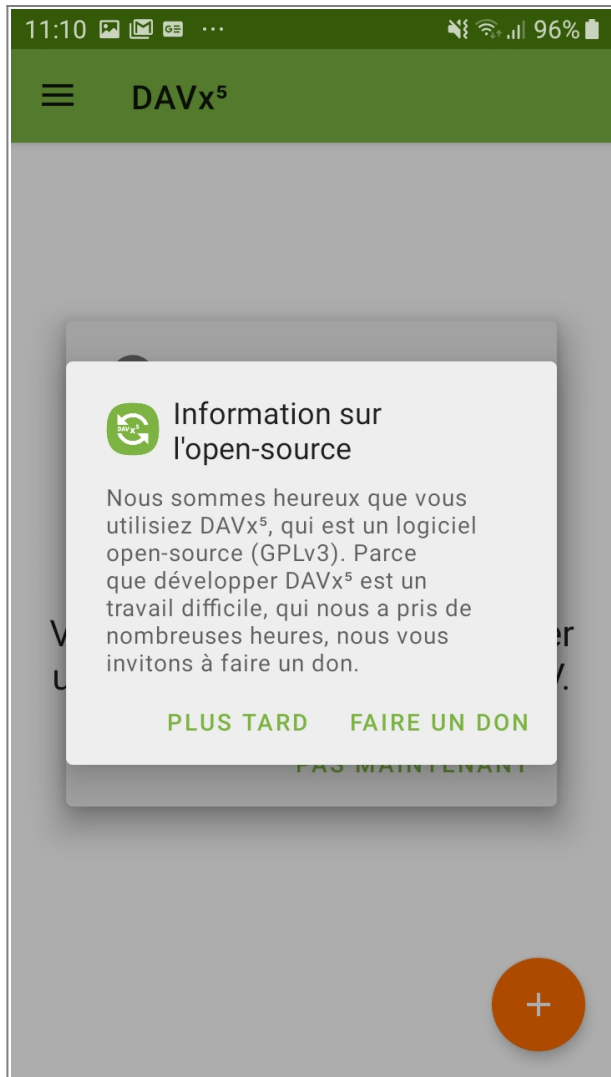 11:10 96%
DAVx⁵
Information sur
l'open-source
Nous sommes heureux que vous
utilisiez DAVx⁵, qui est un logiciel
open-source (GPLv3). Parce
que développer DAVx⁵ est un
travail difficile, qui nous a pris de
nombreuses heures, nous vous
invitons à faire un don.
PLUS TARD FAIRE UN DON
PAS MAINTENANT